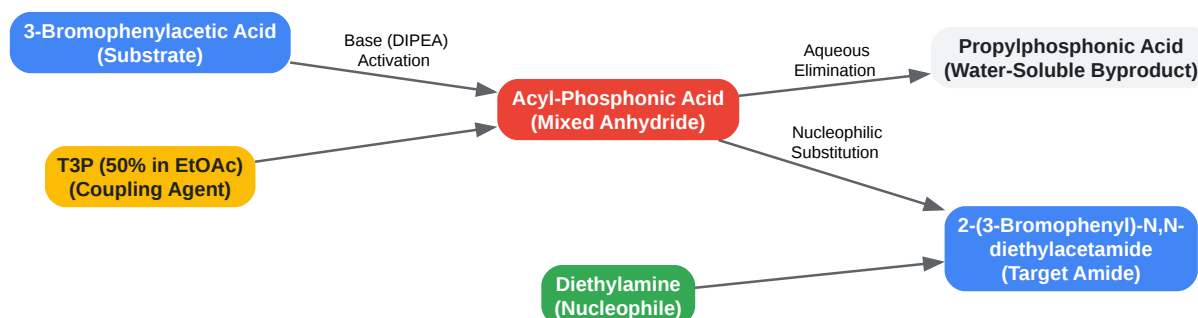 3-Bromophenylacetic Acid
(Substrate)
Base (DIPEA)
Activation
T3P (50% in EtOAc)
(Coupling Agent)
Acyl-Phosphonic Acid
(Mixed Anhydride)
Aqueous
Elimination
Propylphosphonic Acid
(Water-Soluble Byproduct)
Nucleophilic
Substitution
Diethylamine
(Nucleophile)
2-(3-Bromophenyl)-N,N-
diethylacetamide
(Target Amide)